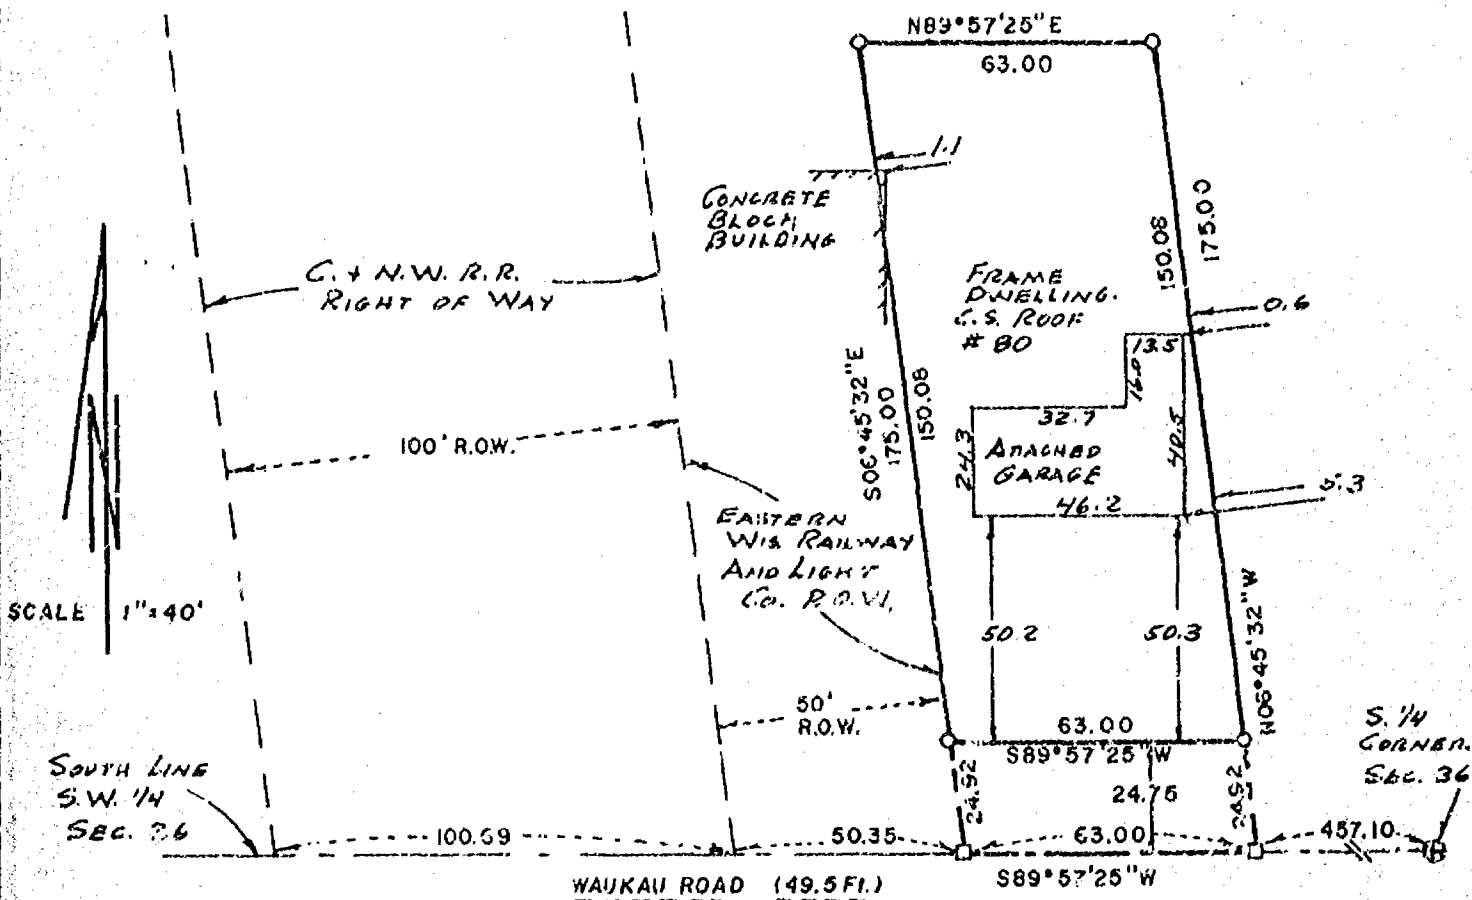 N89°57'25"E
63.00
1.1
CONCRETE
BLOCK
BUILDING
150.08
175.00
C. & N.W. R.R.
RIGHT OF WAY
FRAME
DWELLING.
C.S. ROOF
# 80
0.6
13.5
16.0
S06°45'32"E
175.00
150.08
32.7
40.5
24.3
ATTACHED
GARAGE
46.2
5.3
100' R.O.W.
EASTERN
WIS. RAILWAY
AND LIGHT
CO. R.O.W.
SCALE 1"=40'
50.2
50.3
N06°45'32"W
50'
R.O.W.
63.00
S89°57'25"W
S. 1/4
CORNER.
SEC. 36
SOUTH LINE
S.W. 1/4
SEC. 36
24.92
24.75
24.92
100.69
50.35
63.00
457.10
WAUKAU ROAD (49.5 Ft.)
S89°57'25"W